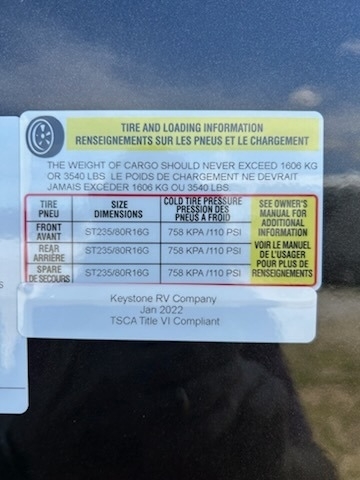 TIRE AND LOADING INFORMATION
RENSEIGNEMENTS SUR LES PNEUS ET LE CHARGEMENT
THE WEIGHT OF CARGO SHOULD NEVER EXCEED 1606 KG
OR 3540 LBS. LE POIDS DE CHARGEMENT NE DEVRAIT
JAMAIS EXCÉDER 1606 KG OU 3540 LBS.
TIRE
PNEU
SIZE
DIMENSIONS
COLD TIRE PRESSURE
PRESSION DES
PNEUS A FROID
FRONT
AVANT
ST235/80R16G
758 KPA /110 PSI
REAR
ARRIÈRE
ST235/80R16G
758 KPA /110 PSI
SPARE
DE SECOURS
ST235/80R16G
758 KPA /110 PSI
SEE OWNER'S
MANUAL FOR
ADDITIONAL
INFORMATION
VOIR LE MANUEL
DE L'USAGER
POUR PLUS DE
RENSEIGNEMENTS
Keystone RV Company
Jan 2022
TSCA Title VI Compliant